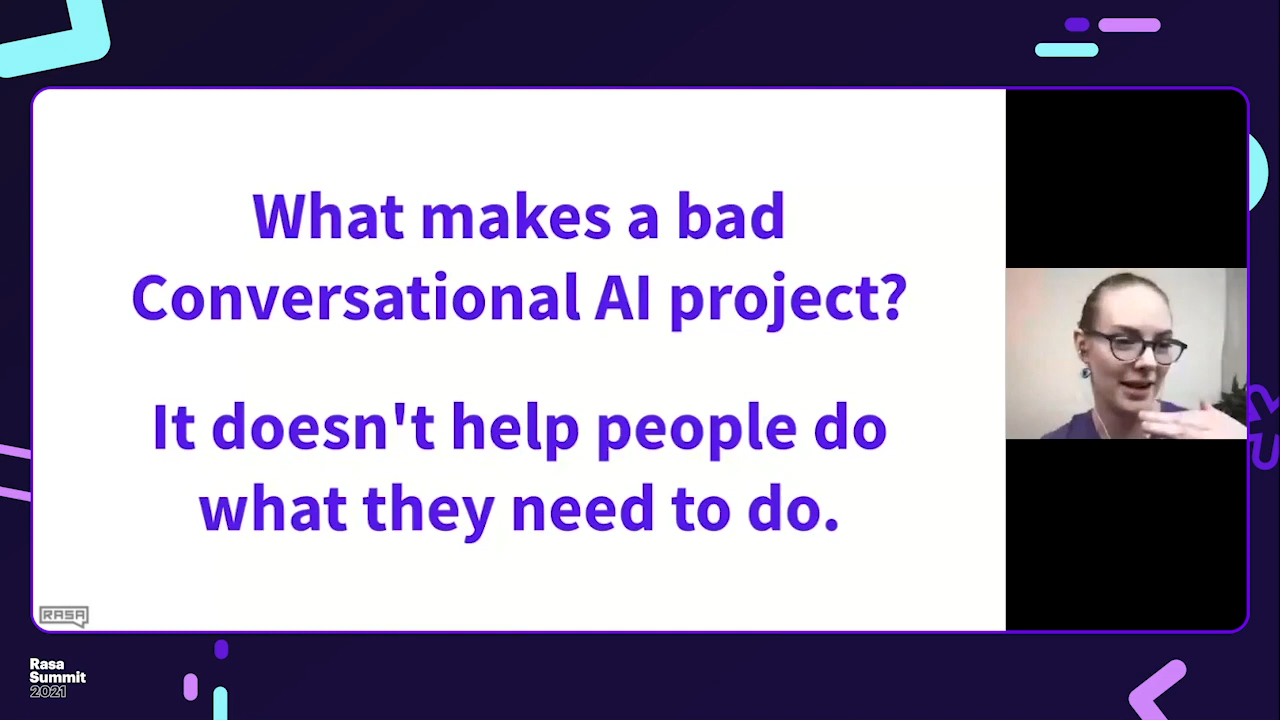 What makes a bad
Conversational AI project?
It doesn't help people do
what they need to do.
RASA
Rasa
Summit
2021